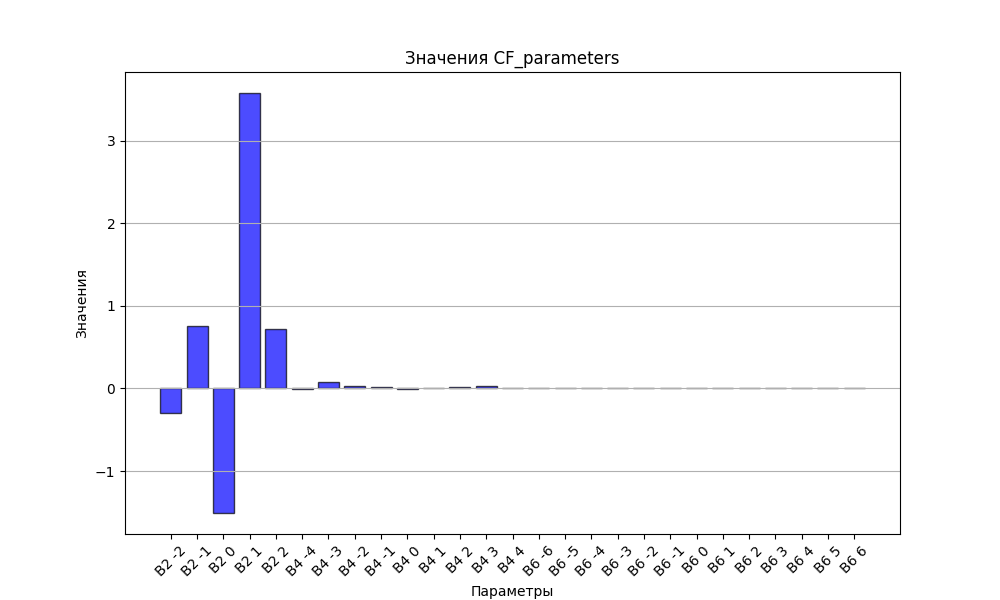 Значения CF_parameters
Значения
3
2
1
0
−1
B2 -2
B2 -1
B2 0
B2 1
B2 2
B4 -4
B4 -3
B4 -2
B4 -1
B4 0
B4 1
B4 2
B4 3
B4 4
B6 -6
B6 -5
B6 -4
B6 -3
B6 -2
B6 -1
B6 0
B6 1
B6 2
B6 3
B6 4
B6 5
B6 6
Параметры